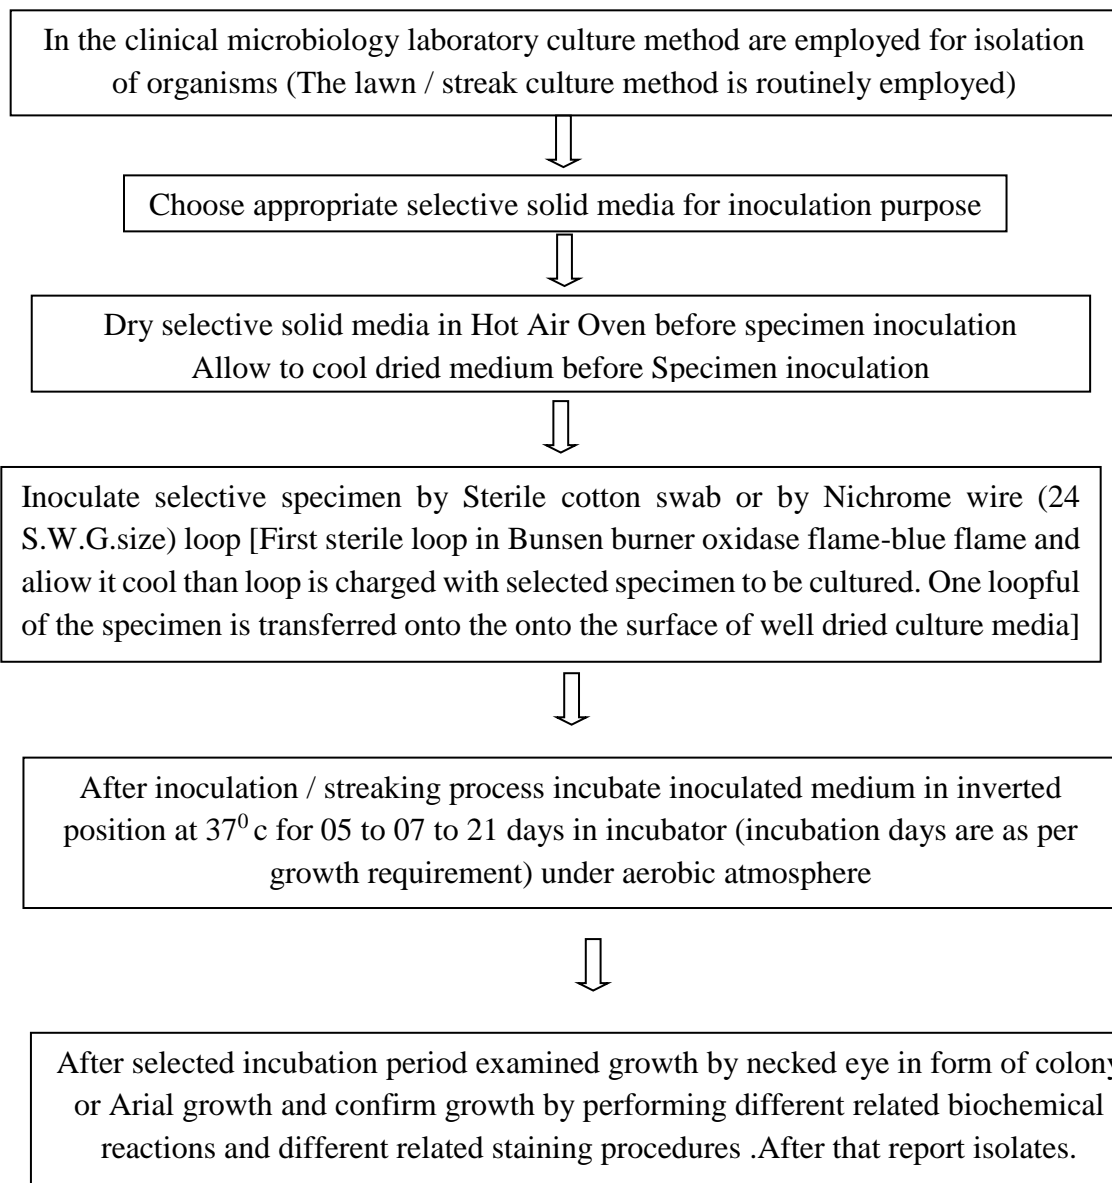 In the clinical microbiology laboratory culture method are employed for isolation
of organisms (The lawn / streak culture method is routinely employed)
Choose appropriate selective solid media for inoculation purpose
Dry selective solid media in Hot Air Oven before specimen inoculation
Allow to cool dried medium before Specimen inoculation
Inoculate selective specimen by Sterile cotton swab or by Nichrome wire (24
S.W.G.size) loop [First sterile loop in Bunsen burner oxidase flame-blue flame and
aliow it cool than loop is charged with selected specimen to be cultured. One loopful
of the specimen is transferred onto the onto the surface of well dried culture media]
After inoculation / streaking process incubate inoculated medium in inverted
position at 37⁰ c for 05 to 07 to 21 days in incubator (incubation days are as per
growth requirement) under aerobic atmosphere
After selected incubation period examined growth by necked eye in form of colony
or Arial growth and confirm growth by performing different related biochemical
reactions and different related staining procedures .After that report isolates.